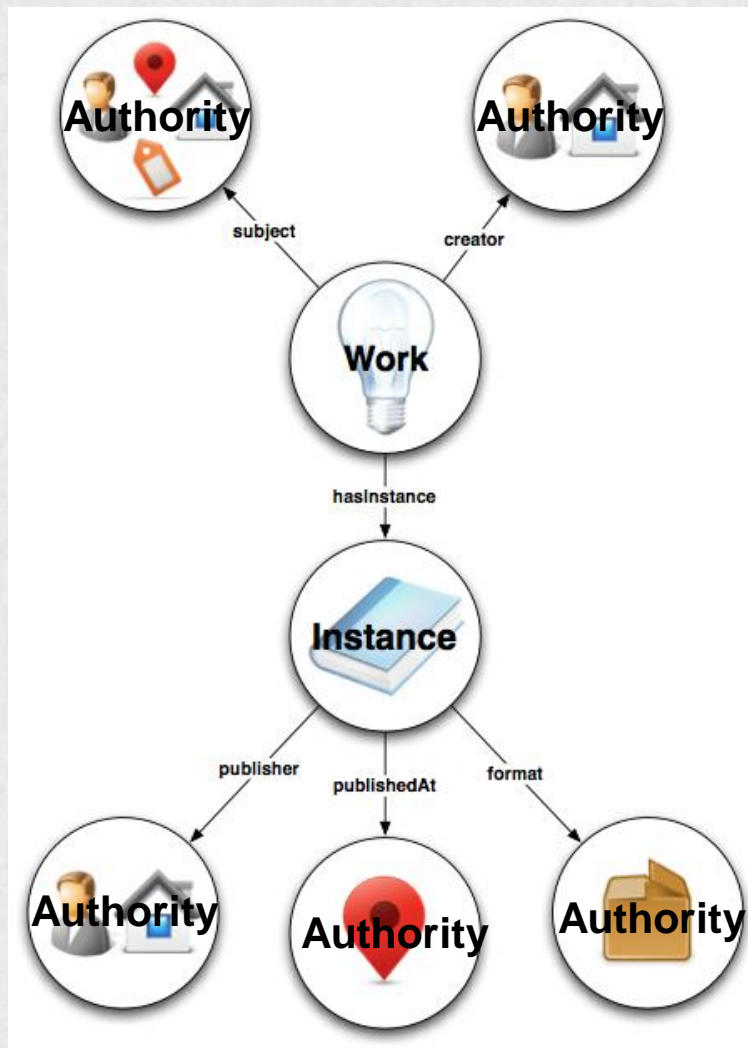 Authority
Authority
subject
creator
Work
hasInstance
Instance
publisher
publishedAt
format
Authority
Authority
Authority